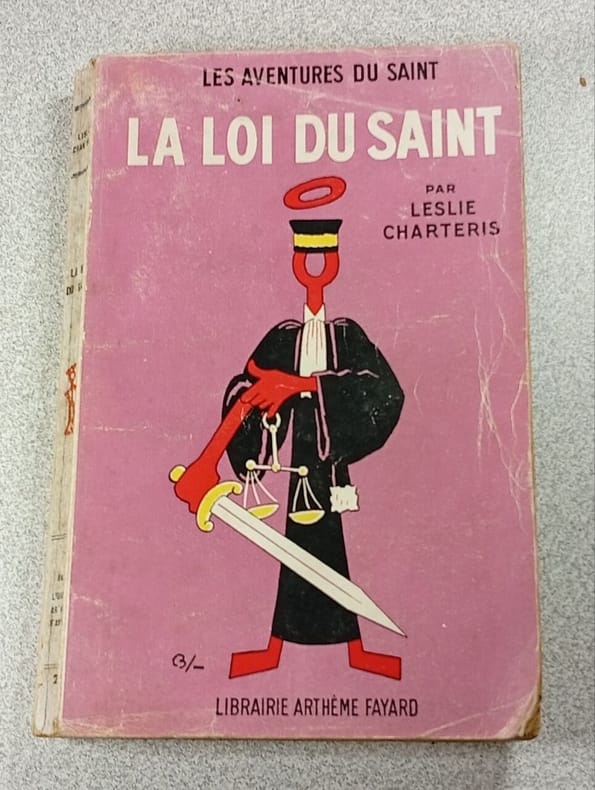 LES AVENTURES DU SAINT
LA LOI DU SAINT
PAR
LESLIE
CHARTERIS
LIBRAIRIE ARTHÈME FAYARD